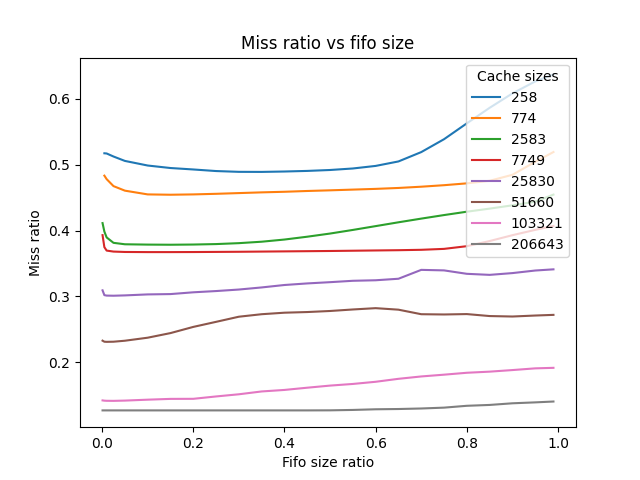 Miss ratio vs fifo size
Cache sizes
258
774
2583
7749
25830
51660
103321
206643
Miss ratio
0.6
0.5
0.4
0.3
0.2
0.0 0.2 0.4 0.6 0.8 1.0
Fifo size ratio